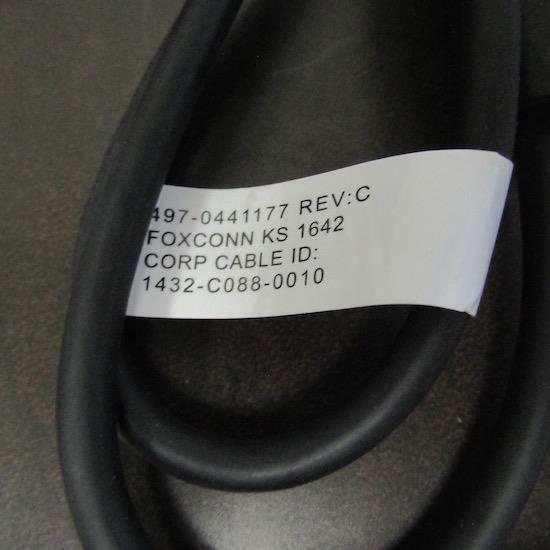 497-0441177 REV:C
FOXCONN KS 1642
CORP CABLE ID:
1432-C088-0010